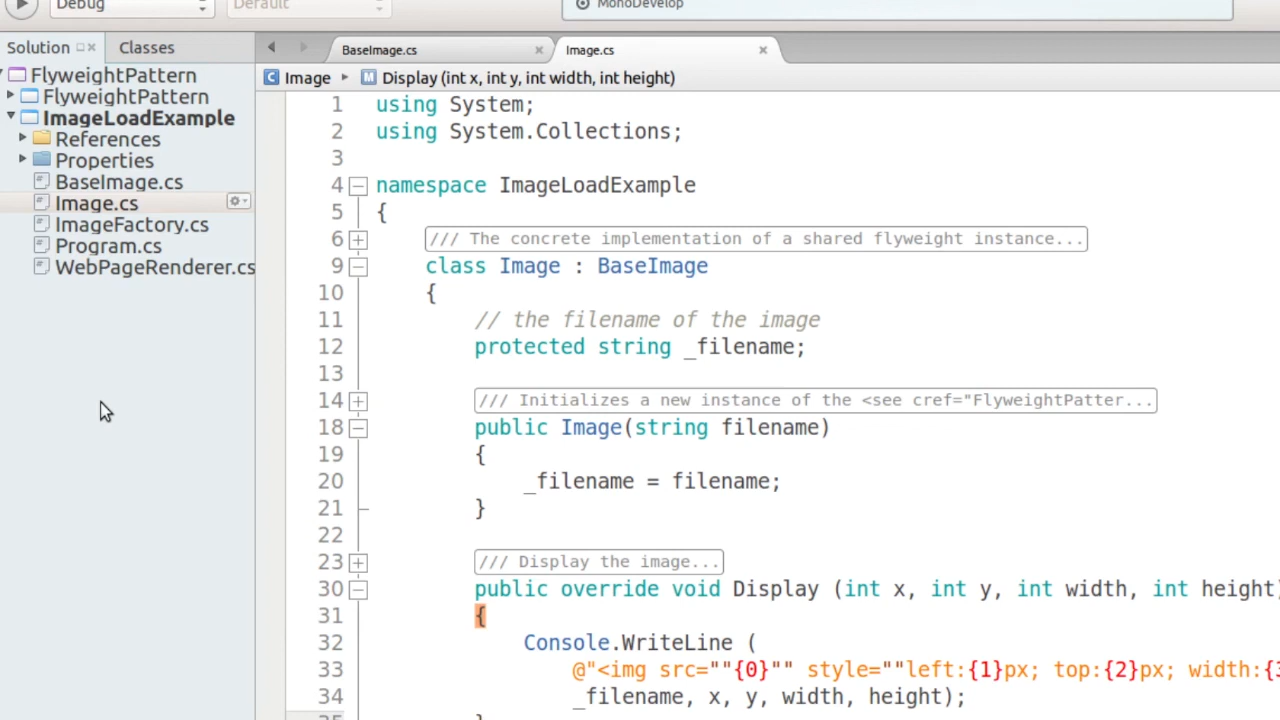 Debug
Default
MonoDevelop
Solution
Classes
BaseImage.cs
Image.cs
FlyweightPattern
FlyweightPattern
ImageLoadExample
References
Properties
BaseImage.cs
Image.cs
ImageFactory.cs
Program.cs
WebPageRenderer.cs
Image
Display (int x, int y, int width, int height)
1 using System;
2 using System.Collections;
3
4 namespace ImageLoadExample
5 {
6 /// The concrete implementation of a shared flyweight instance...
9 class Image : BaseImage
10 {
11 // the filename of the image
12 protected string _filename;
13
14 /// Initializes a new instance of the <see cref="FlyweightPatter...
18 public Image(string filename)
19 {
20 _filename = filename;
21 }
22
23 /// Display the image...
30 public override void Display (int x, int y, int width, int height)
31 {
32 Console.WriteLine (
33 @"<img src=""{0}"" style=""left:{1}px; top:{2}px; width:{3
34 _filename, x, y, width, height);
35 }